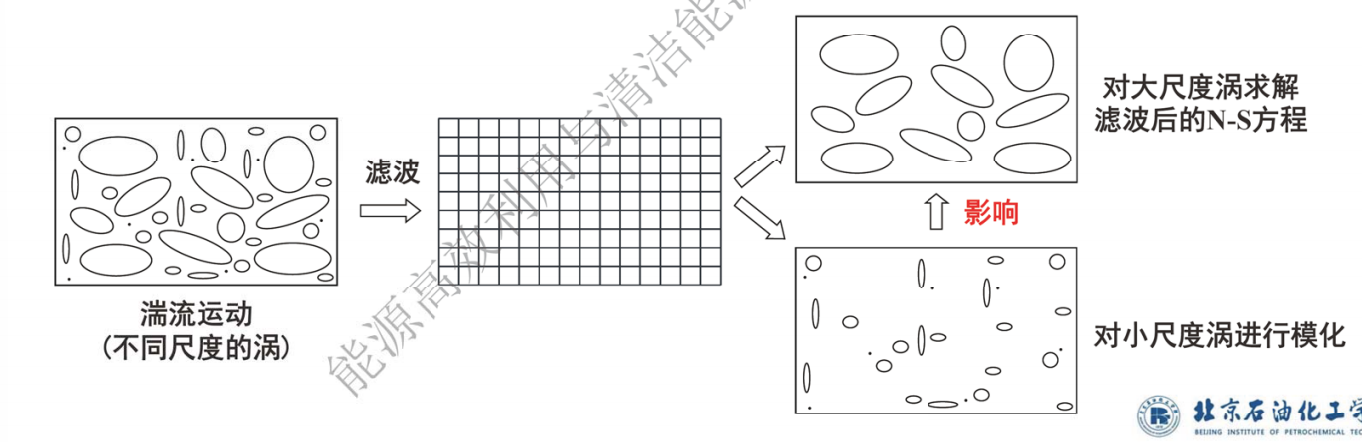 湍流运动
(不同尺度的涡)
滤波
对大尺度涡求解
滤波后的N-S方程
影响
对小尺度涡进行模化
能源高效利用与清洁能源
北京石油化工学
BEIJING INSTITUTE OF PETROCHEMICAL TEC